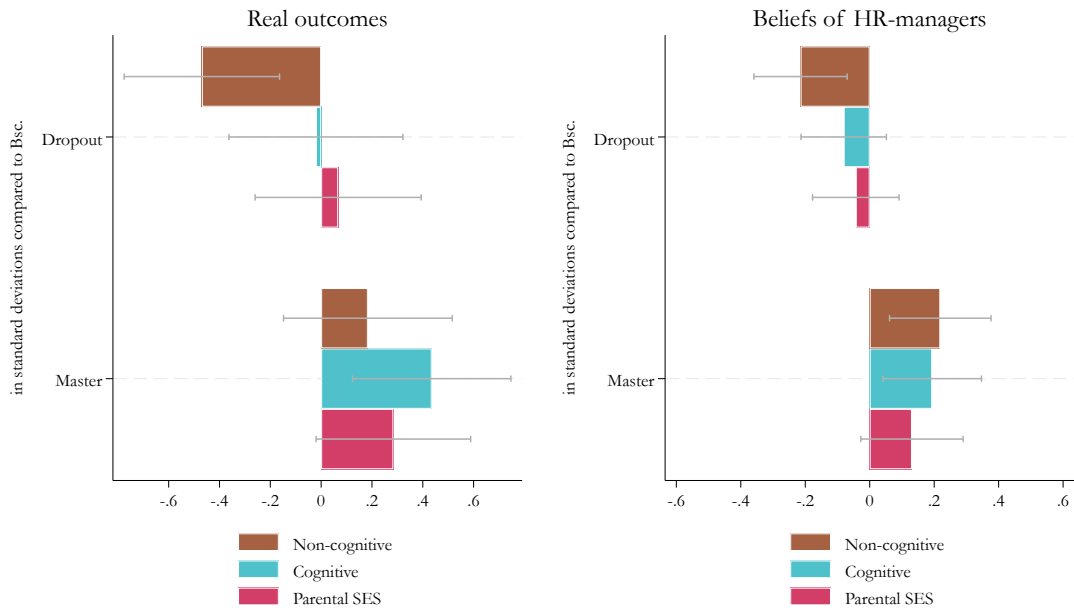 Real outcomes
in standard deviations compared to Bsc.
Dropout
Master
-.6 -.4 -.2 0 .2 .4 .6
Non-cognitive
Cognitive
Parental SES
Beliefs of HR-managers
in standard deviations compared to Bsc.
Dropout
Master
-.6 -.4 -.2 0 .2 .4 .6
Non-cognitive
Cognitive
Parental SES